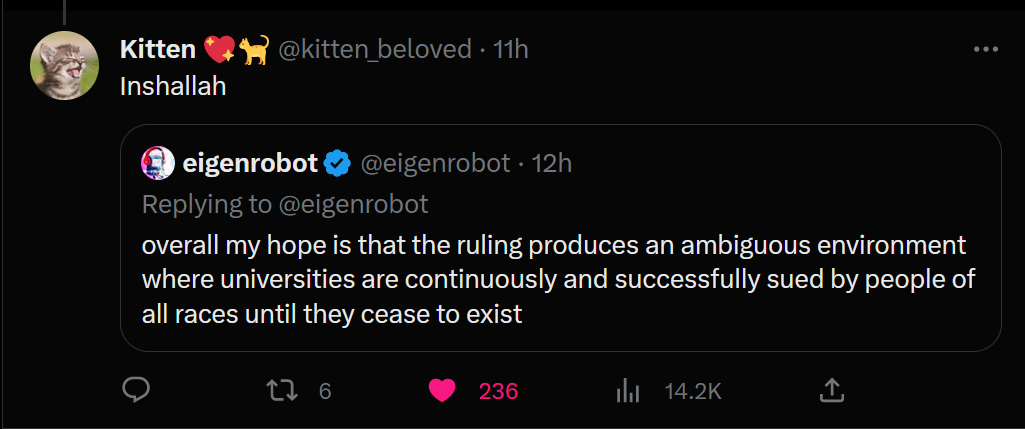 Kitten 💖🐈 @kitten_beloved · 11h
Inshallah
eigenrobot @eigenrobot · 12h
Replying to @eigenrobot
overall my hope is that the ruling produces an ambiguous environment
where universities are continuously and successfully sued by people of
all races until they cease to exist
6 236 14.2K